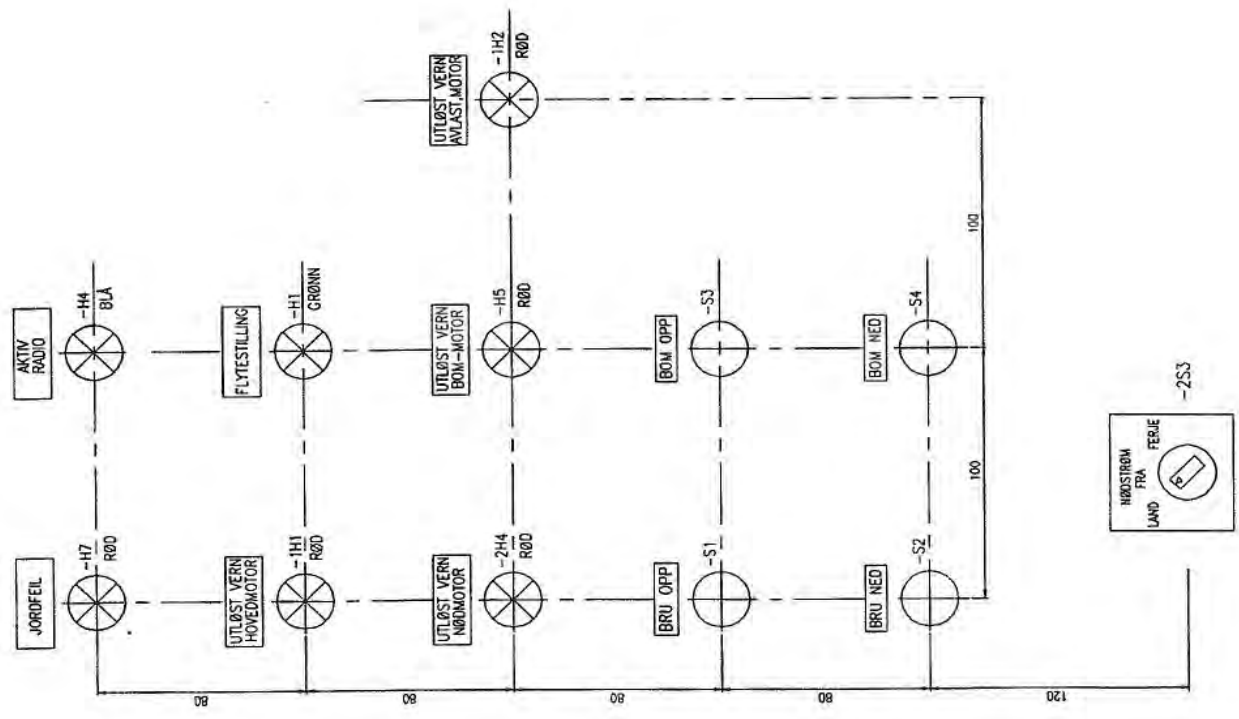 JORDFEIL
-H7
RØD
AKTIV
RADIO
-H4
BLÅ
UTLØST VERN
HOVEDMOTOR
-1H1
RØD
FLYTESTILLING
-H1
GRØNN
UTLØST VERN
NØDMOTOR
-2H4
RØD
UTLØST VERN
BOM-MOTOR
-H5
RØD
UTLØST VERN
AVLAST.MOTOR
-1H2
RØD
BRU OPP
-S1
BOM OPP
-S3
BRU NED
-S2
BOM NED
-S4
80
80
80
80
120
100
100
NØDSTRØM
FRA
LAND FERJE
-2S3